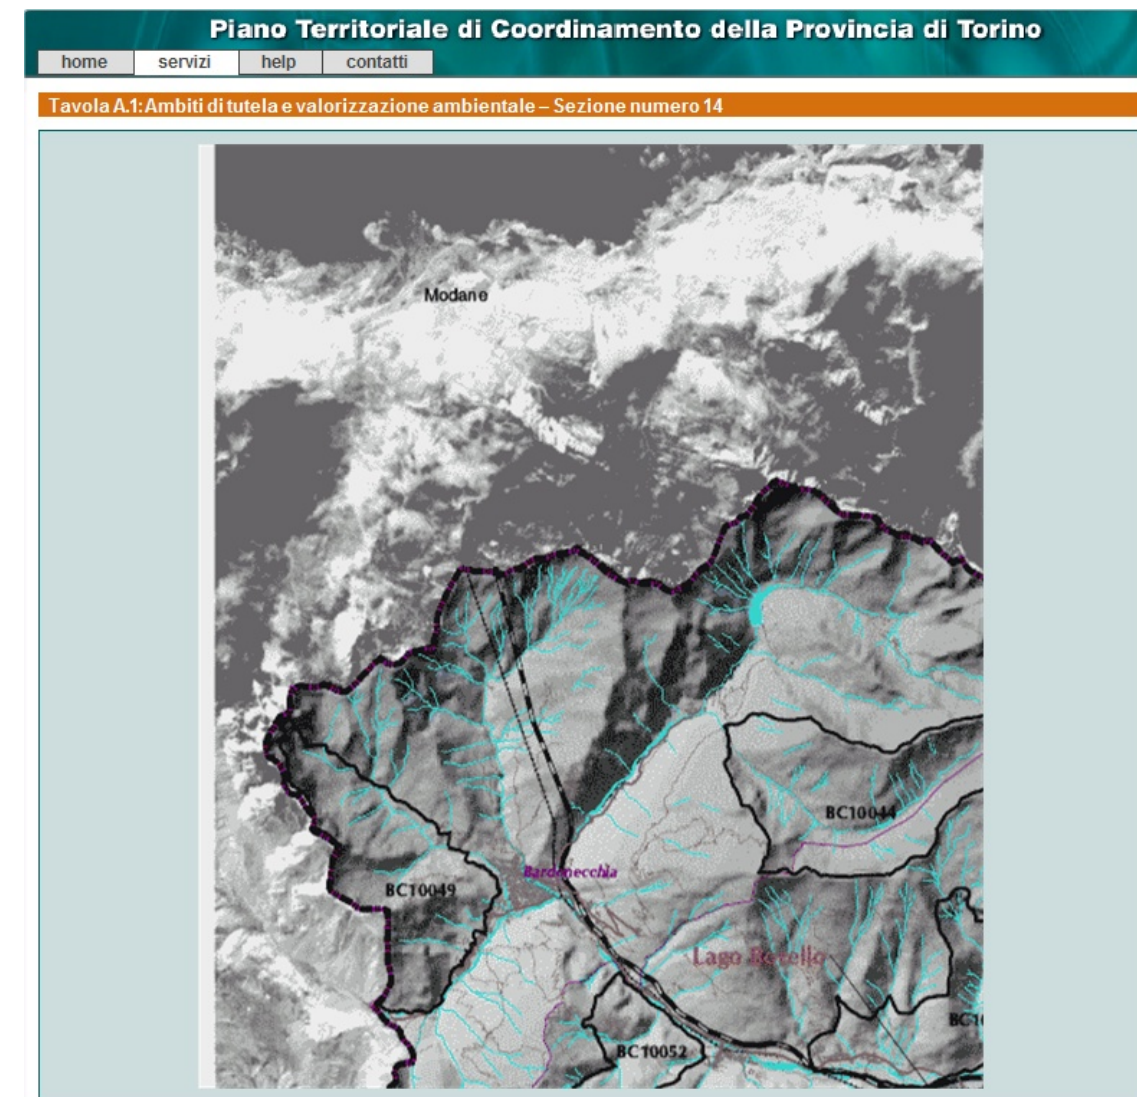 Piano Territoriale di Coordinamento della Provincia di Torino
home servizi help contatti
Tavola A.1: Ambiti di tutela e valorizzazione ambientale – Sezione numero 14
Modane
BC10044
Bardonecchia
BC10049
Lago
BC10052